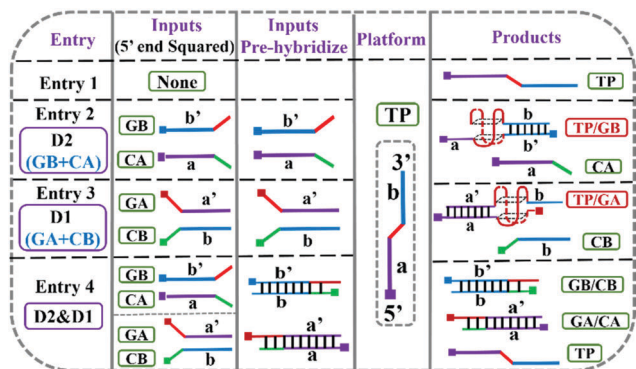 Entry
Inputs
(5' end Squared)
Inputs
Pre-hybridize
Platform
Products
Entry 1
None
TP
Entry 2
D2
(GB+CA)
GB
b’
CA
a
b’
a
TP
3’
b
a
5’
b
TP/GB
a
b’
CA
Entry 3
D1
(GA+CB)
GA
a’
CB
b
a’
b
a’
b
TP/GA
a
CB
b
Entry 4
D2&D1
GB
b’
CA
a
GA
a’
CB
b
b’
b
a’
a
b’
b
GB/CB
a’
a
GA/CA
TP